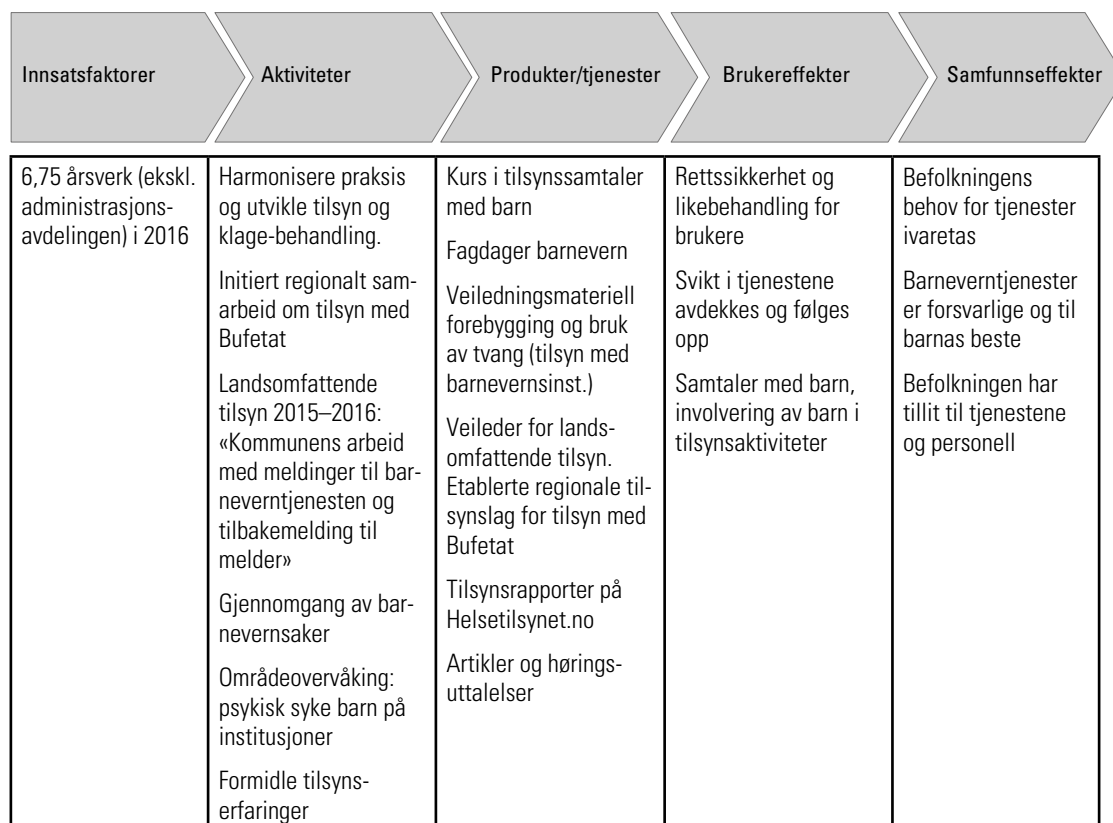 Innsatsfaktorer
Aktiviteter
Produkter/tjenester
Brukereffekter
Samfunnseffekter
6,75 årsverk (ekskl.
administrasjons-
avdelingen) i 2016
Harmonisere praksis
og utvikle tilsyn og
klage-behandling.
Initiert regionalt sam-
arbeid om tilsyn med
Bufetat
Landsomfattende
tilsyn 2015–2016:
«Kommunens arbeid
med meldinger til bar-
neverntjenesten og
tilbakemelding til
melder»
Gjennomgang av bar-
nevernsaker
Områdeovervåking:
psykisk syke barn på
institusjoner
Formidle tilsyns-
erfaringer
Kurs i tilsynssamtaler
med barn
Fagdager barnevern
Veiledningsmateriell
forebygging og bruk
av tvang (tilsyn med
barnevernsinst.)
Veileder for lands-
omfattende tilsyn.
Etablerte regionale til-
synslag for tilsyn med
Bufetat
Tilsynsrapporter på
Helsetilsynet.no
Artikler og hørings-
uttalelser
Rettssikkerhet og
likebehandling for
brukere
Svikt i tjenestene
avdekkes og følges
opp
Samtaler med barn,
involvering av barn i
tilsynsaktiviteter
Befolkningens
behov for tjenester
ivaretas
Barneverntjenester
er forsvarlige og til
barnas beste
Befolkningen har
tillit til tjenestene
og personell